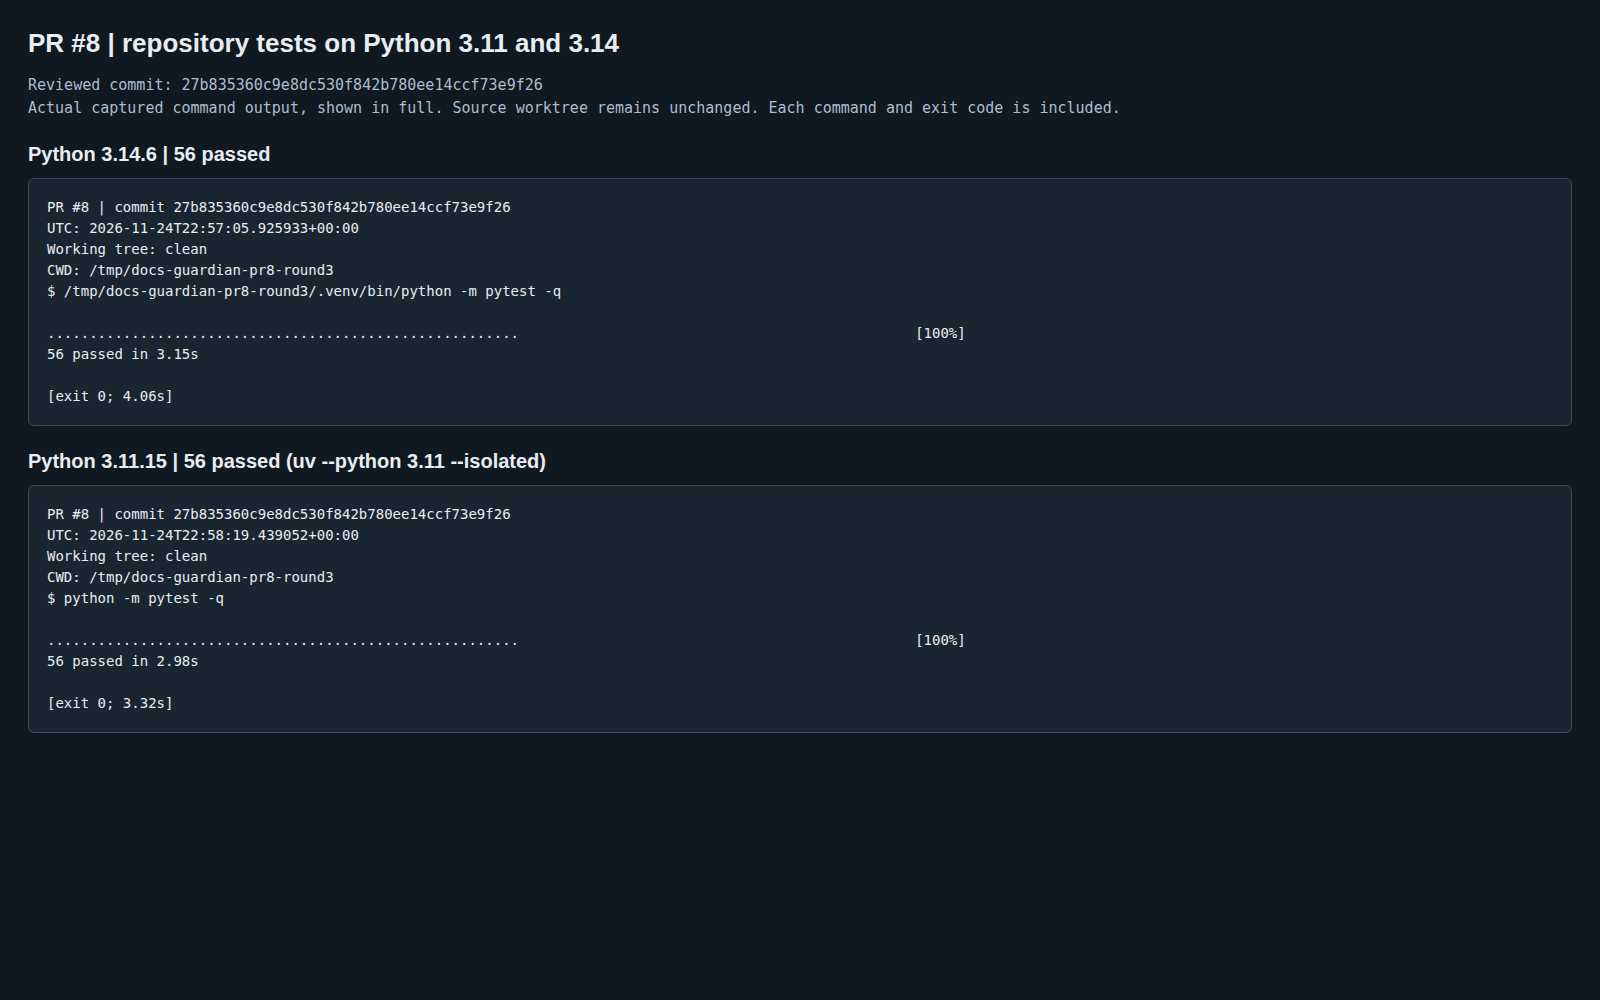 PR #8 | repository tests on Python 3.11 and 3.14
Reviewed commit: 27b835360c9e8dc530f842b780ee14ccf73e9f26
Actual captured command output, shown in full. Source worktree remains unchanged. Each command and exit code is included.
Python 3.14.6 | 56 passed
PR #8 | commit 27b835360c9e8dc530f842b780ee14ccf73e9f26
UTC: 2026-11-24T22:57:05.925933+00:00
Working tree: clean
CWD: /tmp/docs-guardian-pr8-round3
$ /tmp/docs-guardian-pr8-round3/.venv/bin/python -m pytest -q
........................................................ [100%]
56 passed in 3.15s
[exit 0; 4.06s]
Python 3.11.15 | 56 passed (uv --python 3.11 --isolated)
PR #8 | commit 27b835360c9e8dc530f842b780ee14ccf73e9f26
UTC: 2026-11-24T22:58:19.439052+00:00
Working tree: clean
CWD: /tmp/docs-guardian-pr8-round3
$ python -m pytest -q
........................................................ [100%]
56 passed in 2.98s
[exit 0; 3.32s]